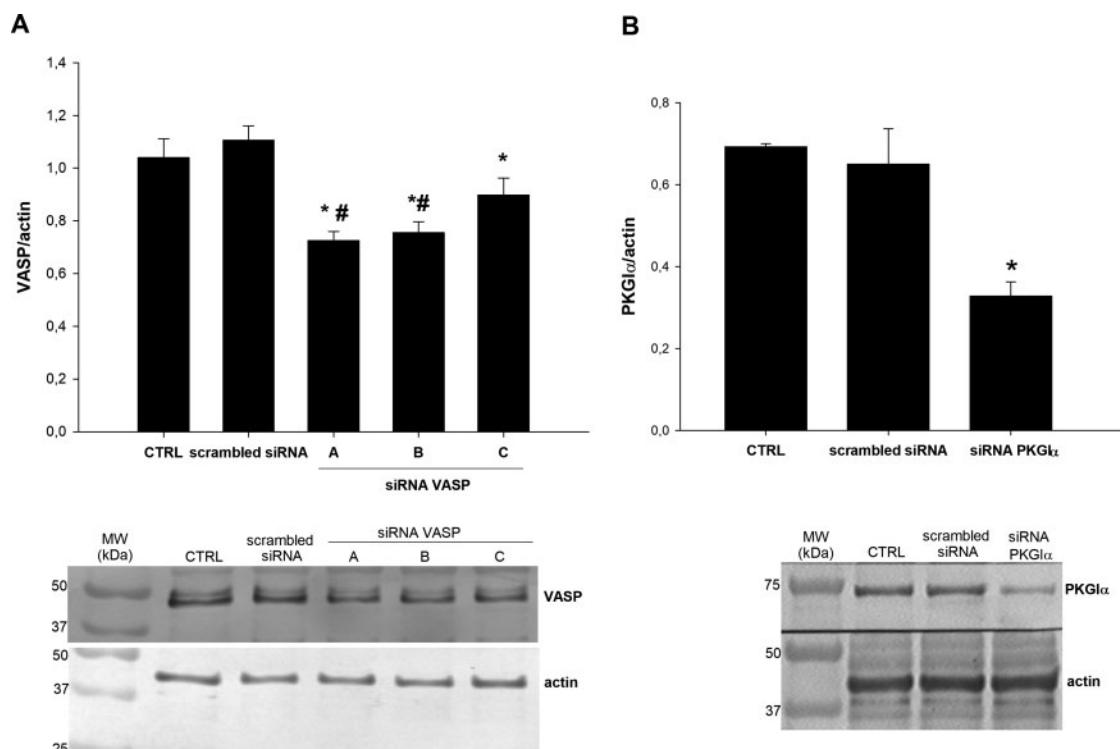 A
1,4
1,2
1,0
0,8
0,6
0,4
0,2
0,0
VASP/actin
* #
*#
*
CTRL scrambled siRNA A B C
siRNA VASP
MW
(kDa)
CTRL
scrambled
siRNA
siRNA VASP
A B C
50
37
VASP
50
37
25
actin
B
0,8
0,6
0,4
0,2
0,0
PKGIα/actin
*
CTRL scrambled siRNA siRNA PKGIα
MW
(kDa)
CTRL
scrambled
siRNA
siRNA
PKGIα
75
PKGIα
50
37
actin